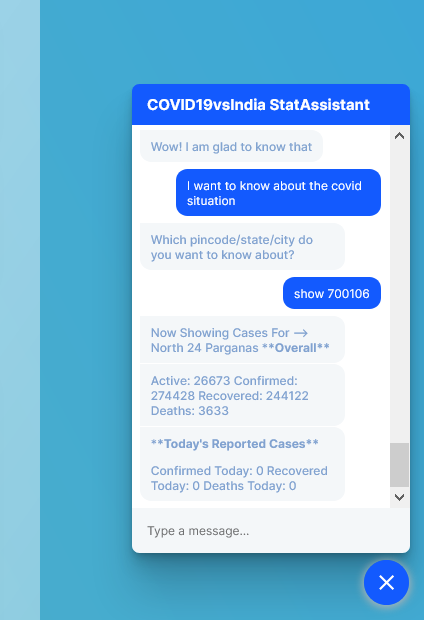 COVID19vsIndia StatAssistant
Wow! I am glad to know that
I want to know about the covid
situation
Which pincode/state/city do
you want to know about?
show 700106
Now Showing Cases For -->
North 24 Parganas **Overall**
Active: 26673 Confirmed:
274428 Recovered: 244122
Deaths: 3633
**Today's Reported Cases**
Confirmed Today: 0 Recovered
Today: 0 Deaths Today: 0
Type a message...